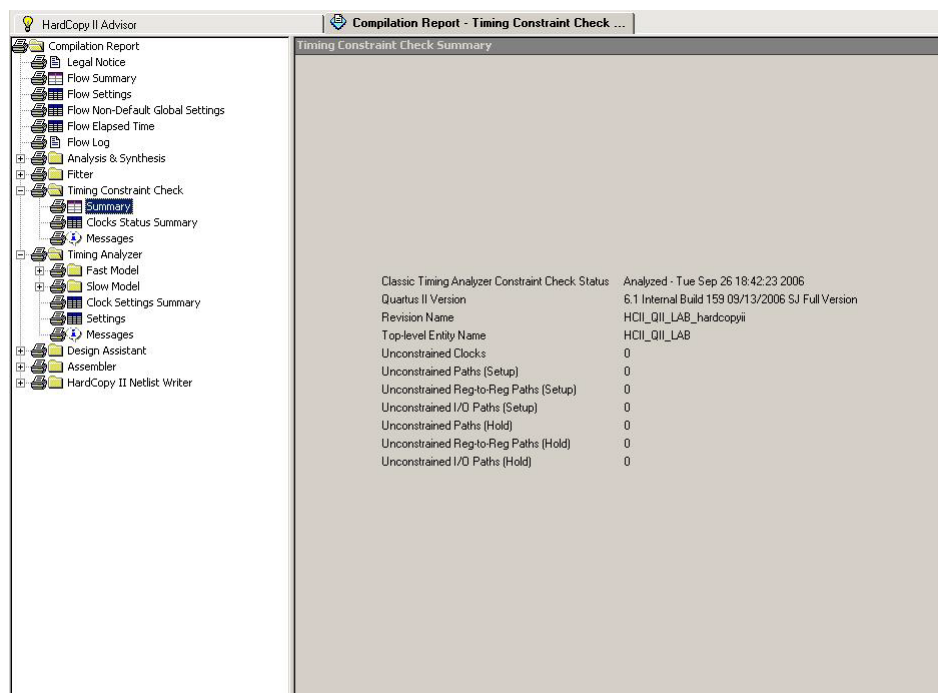 HardCopy II Advisor
Compilation Report - Timing Constraint Check ...
Compilation Report
Legal Notice
Flow Summary
Flow Settings
Flow Non-Default Global Settings
Flow Elapsed Time
Flow Log
Analysis & Synthesis
Fitter
Timing Constraint Check
Summary
Clocks Status Summary
Messages
Timing Analyzer
Fast Model
Slow Model
Clock Settings Summary
Settings
Messages
Design Assistant
Assembler
HardCopy II Netlist Writer
Timing Constraint Check Summary
Classic Timing Analyzer Constraint Check Status Analyzed - Tue Sep 26 18:42:23 2006
Quartus II Version 6.1 Internal Build 159 09/13/2006 SJ Full Version
Revision Name HCII_QII_LAB_hardcopyii
Top-level Entity Name HCII_QII_LAB
Unconstrained Clocks 0
Unconstrained Paths (Setup) 0
Unconstrained Reg-to-Reg Paths (Setup) 0
Unconstrained I/O Paths (Setup) 0
Unconstrained Paths (Hold) 0
Unconstrained Reg-to-Reg Paths (Hold) 0
Unconstrained I/O Paths (Hold) 0